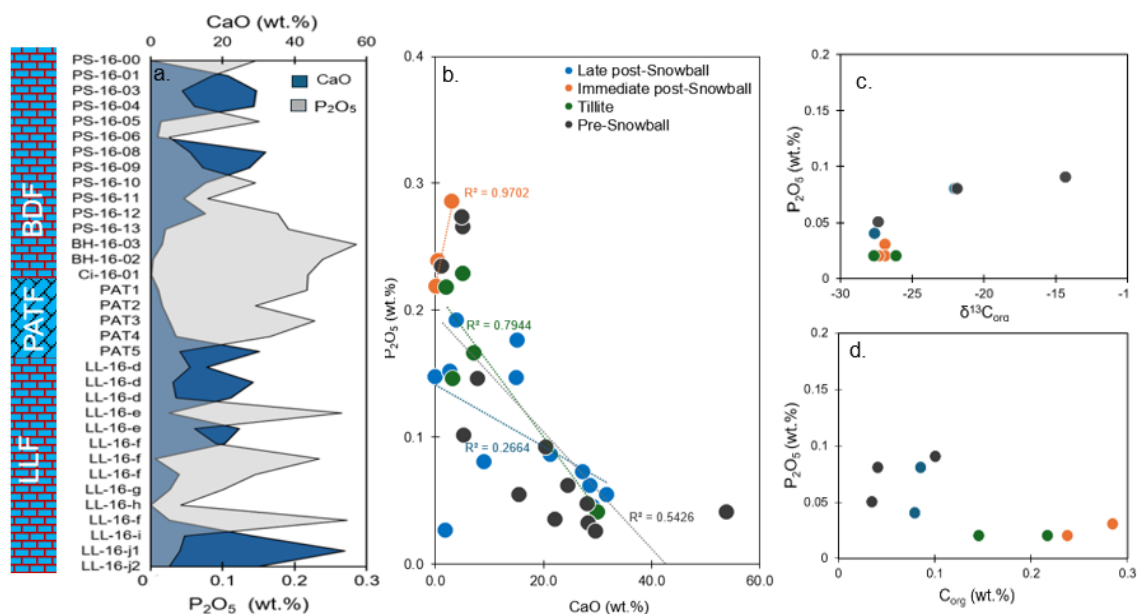 CaO (wt.%)
0 20 40 60
a.
CaO
P₂O₅
BDF
PATF
LLF
PS-16-00
PS-16-01
PS-16-03
PS-16-04
PS-16-05
PS-16-06
PS-16-08
PS-16-09
PS-16-10
PS-16-11
PS-16-12
PS-16-13
BH-16-03
BH-16-02
Ci-16-01
PAT1
PAT2
PAT3
PAT4
PAT5
LL-16-d
LL-16-d
LL-16-d
LL-16-e
LL-16-e
LL-16-f
LL-16-f
LL-16-f
LL-16-g
LL-16-h
LL-16-f
LL-16-i
LL-16-j1
LL-16-j2
0 0.1 0.2 0.3
P₂O₅ (wt.%)
b.
Late post-Snowball
Immediate post-Snowball
Tillite
Pre-Snowball
0.4
0.3
0.2
0.1
0.0
P₂O₅ (wt.%)
R² = 0.9702
R² = 0.7944
R² = 0.2664
R² = 0.5426
0.0 20.0 40.0 60.0
CaO (wt.%)
c.
0.2
0.15
0.1
0.05
0
P₂O₅ (wt.%)
-30 -25 -20 -15 -1
δ¹³Corg
d.
0.2
0.15
0.1
0.05
0
P₂O₅ (wt.%)
0 0.1 0.2 0.3
Corg (wt.%)